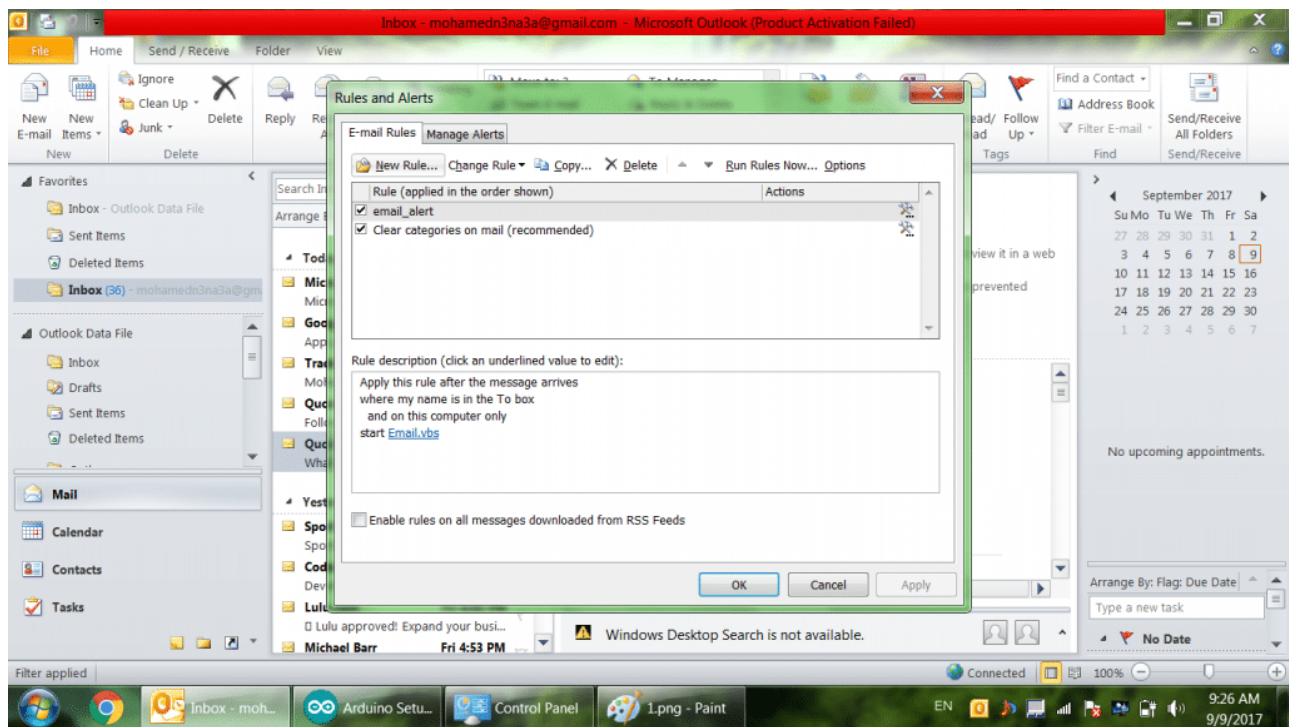 Inbox - mohamedn3na3a@gmail.com - Microsoft Outlook (Product Activation Failed)
File Home Send / Receive Folder View
Ignore
Clean Up
Junk
New E-mail
New Items
Delete
Reply
Follow Up
Find a Contact
Address Book
Filter E-mail
Send/Receive All Folders
New Delete Tags Find Send/Receive
Rules and Alerts
E-mail Rules Manage Alerts
New Rule... Change Rule Copy... Delete Run Rules Now... Options
Rule (applied in the order shown) Actions
email_alert
Clear categories on mail (recommended)
Rule description (click an underlined value to edit):
Apply this rule after the message arrives
where my name is in the To box
and on this computer only
start Email.vbs
Enable rules on all messages downloaded from RSS Feeds
OK Cancel Apply
Favorites
Inbox - Outlook Data File
Sent Items
Deleted Items
Inbox (36) - mohamedn3na3a@gm
Outlook Data File
Inbox
Drafts
Sent Items
Deleted Items
Mail
Calendar
Contacts
Tasks
Search In
Arrange
Yest
Lulu
Lulu approved! Expand your busi...
Michael Barr Fri 4:53 PM
view it in a web
prevented
Windows Desktop Search is not available.
September 2017
Su Mo Tu We Th Fr Sa
27 28 29 30 31 1 2
3 4 5 6 7 8 9
10 11 12 13 14 15 16
17 18 19 20 21 22 23
24 25 26 27 28 29 30
1 2 3 4 5 6 7
No upcoming appointments.
Arrange By: Flag: Due Date
Type a new task
No Date
Filter applied
Connected 100%
Inbox - moh...
Arduino Setu...
Control Panel
1.png - Paint
EN
9:26 AM
9/9/2017